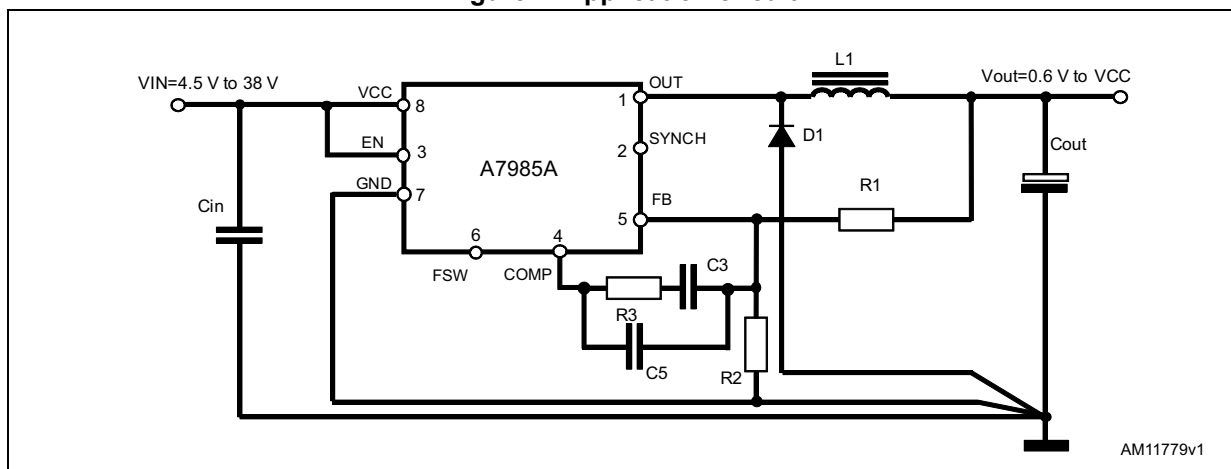 L1
VIN=4.5 V to 38 V
OUT
Vout=0.6 V to VCC
VCC
8
1
SYNCH
D1
EN
3
2
Cout
A7985A
GND
7
FB
R1
Cin
5
6
4
FSW
COMP
C3
R3
C5
R2
AM11779v1